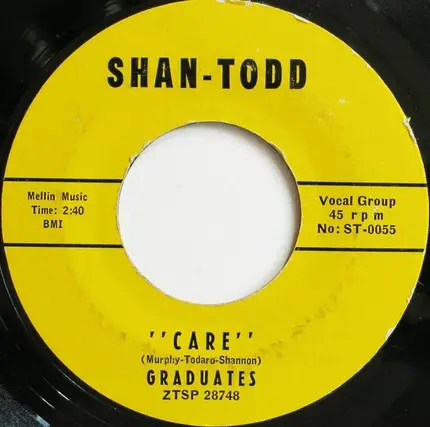 SHAN-TODD
Mellin Music
Time: 2:40
BMI
Vocal Group
45 rpm
No: ST-0055
''CARE''
(Murphy-Todaro-Shannon)
GRADUATES
ZTSP 28748